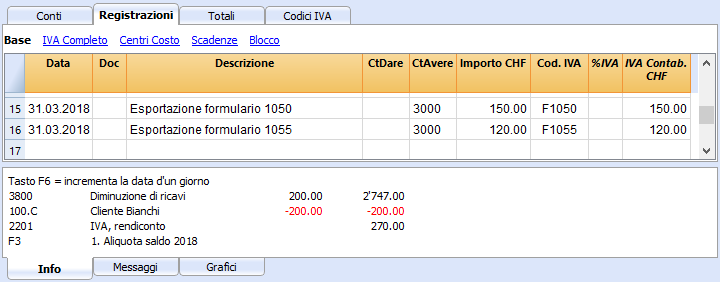 Conti Registrazioni Totali Codici IVA
Base IVA Completo Centri Costo Scadenze Blocco
Data Doc Descrizione CtDare CtAvere Importo CHF Cod. IVA %IVA IVA Contab. CHF
15 31.03.2018 Esportazione formulario 1050 3000 150.00 F1050 150.00
16 31.03.2018 Esportazione formulario 1055 3000 120.00 F1055 120.00
17
Tasto F6 = incrementa la data d'un giorno
3800 Diminuzione di ricavi 200.00 2'747.00
100.C Cliente Bianchi -200.00 -200.00
2201 IVA, rendiconto 270.00
F3 1. Aliquota saldo 2018
Info Messaggi Grafici